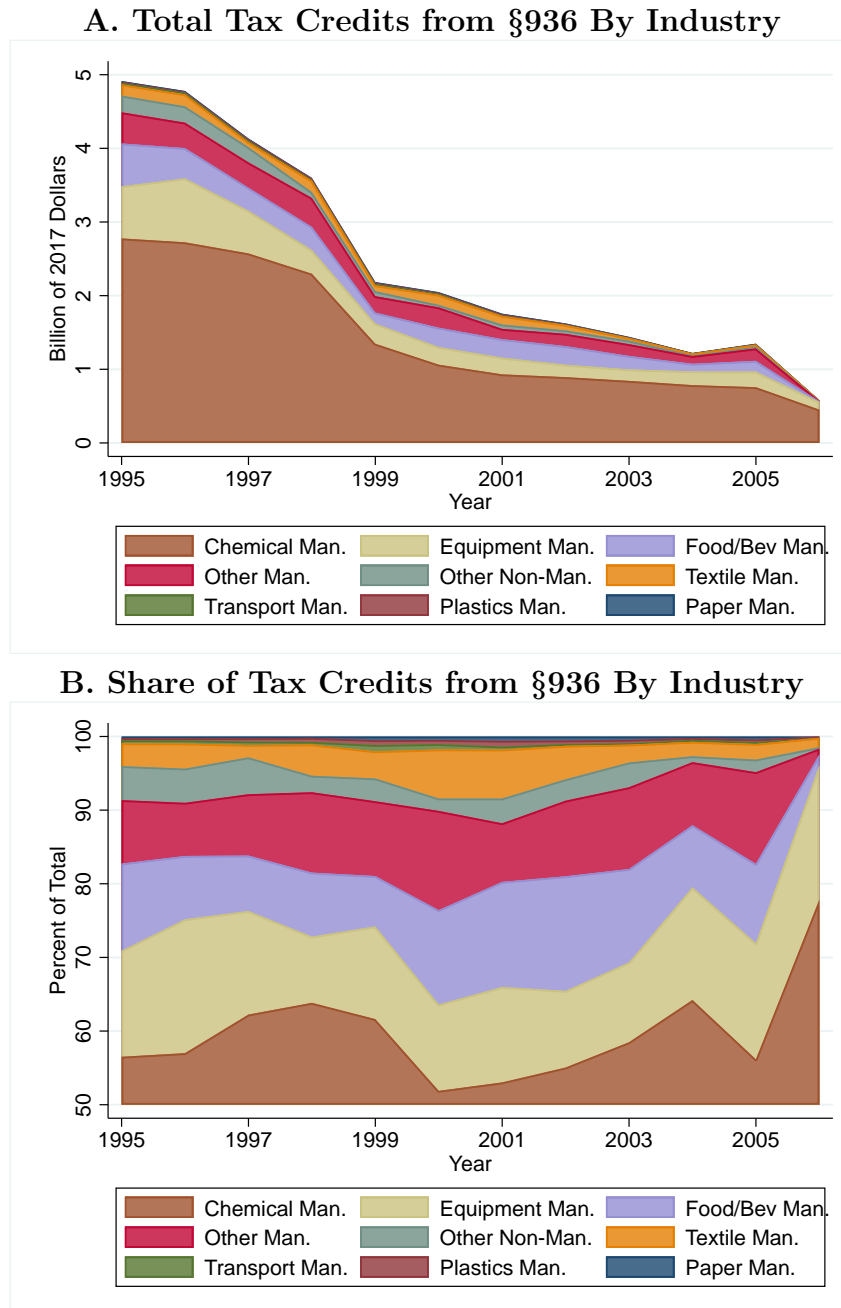 A. Total Tax Credits from §936 By Industry
5
4
3
2
1
0
Billion of 2017 Dollars
1995 1997 1999 2001 2003 2005
Year
Chemical Man. Equipment Man. Food/Bev Man.
Other Man. Other Non-Man. Textile Man.
Transport Man. Plastics Man. Paper Man.
B. Share of Tax Credits from §936 By Industry
100
90
80
70
60
50
Percent of Total
1995 1997 1999 2001 2003 2005
Year
Chemical Man. Equipment Man. Food/Bev Man.
Other Man. Other Non-Man. Textile Man.
Transport Man. Plastics Man. Paper Man.